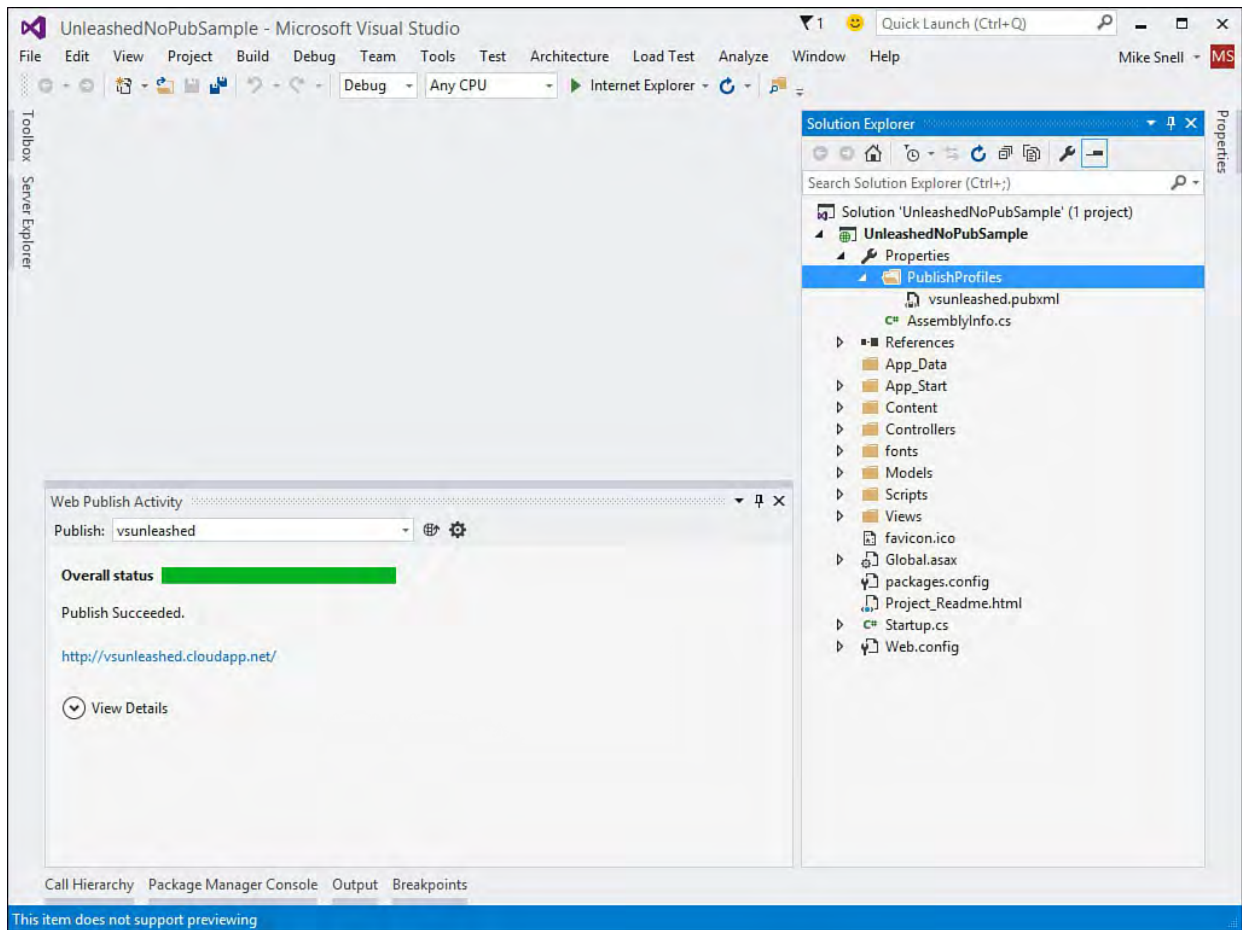 UnleashedNoPubSample - Microsoft Visual Studio
1
Quick Launch (Ctrl+Q)
File Edit View Project Build Debug Team Tools Test Architecture Load Test Analyze Window Help
Mike Snell
MS
Debug
Any CPU
Internet Explorer
Toolbox
Server Explorer
Solution Explorer
Properties
Search Solution Explorer (Ctrl+;)
Solution 'UnleashedNoPubSample' (1 project)
UnleashedNoPubSample
Properties
PublishProfiles
vsunleashed.pubxml
C# AssemblyInfo.cs
References
App_Data
App_Start
Content
Controllers
fonts
Models
Scripts
Views
favicon.ico
Global.asax
packages.config
Project_Readme.html
C# Startup.cs
Web.config
Web Publish Activity
Publish: vsunleashed
Overall status
Publish Succeeded.
http://vsunleashed.cloudapp.net/
View Details
Call Hierarchy Package Manager Console Output Breakpoints
This item does not support previewing